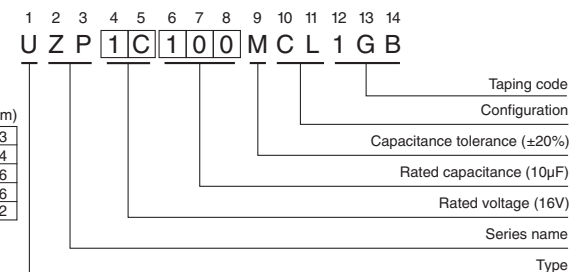 1 2 3 4 5 6 7 8 9 10 11 12 13 14
U Z P 1 C 1 0 0 M C L 1 G B
Taping code
Configuration
Capacitance tolerance (±20%)
Rated capacitance (10µF)
Rated voltage (16V)
Series name
Type
m)
3
4
6
6
2